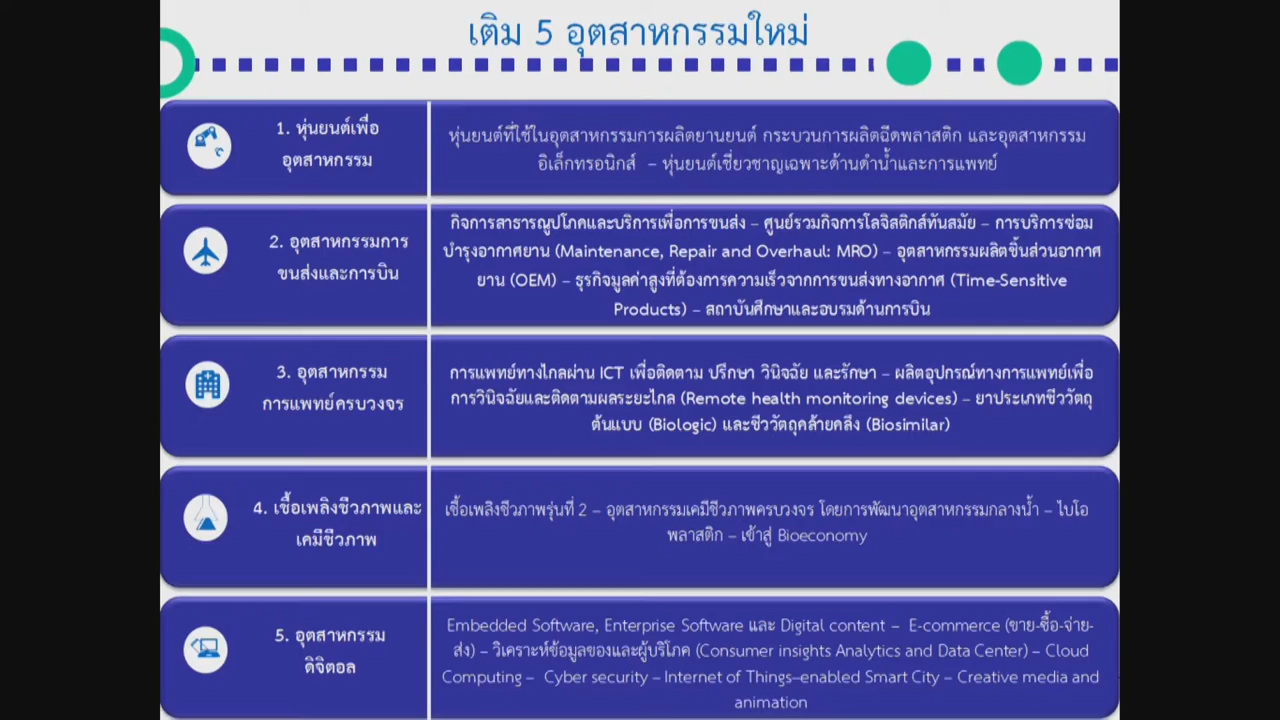 เติม 5 อุตสาหกรรมใหม่
1. หุ่นยนต์เพื่อ
อุตสาหกรรม
หุ่นยนต์ที่ใช้ในอุตสาหกรรมการผลิตยานยนต์ กระบวนการผลิตฉีดพลาสติก และอุตสาหกรรม
อิเล็กทรอนิกส์ – หุ่นยนต์เชี่ยวชาญเฉพาะด้านดำน้ำและการแพทย์
2. อุตสาหกรรมการ
ขนส่งและการบิน
กิจการสาธารณูปโภคและบริการเพื่อการขนส่ง – ศูนย์รวมกิจการโลจิสติกส์ทันสมัย – การบริการซ่อม
บำรุงอากาศยาน (Maintenance, Repair and Overhaul: MRO) – อุตสาหกรรมผลิตชิ้นส่วนอากาศ
ยาน (OEM) – ธุรกิจมูลค่าสูงที่ต้องการความเร็วจากการขนส่งทางอากาศ (Time-Sensitive
Products) – สถาบันศึกษาและอบรมด้านการบิน
3. อุตสาหกรรม
การแพทย์ครบวงจร
การแพทย์ทางไกลผ่าน ICT เพื่อติดตาม ปรึกษา วินิจฉัย และรักษา – ผลิตอุปกรณ์ทางการแพทย์เพื่อ
การวินิจฉัยและติดตามผลระยะไกล (Remote health monitoring devices) – ยาประเภทชีววัตถุ
ต้นแบบ (Biologic) และชีววัตถุคล้ายคลึง (Biosimilar)
4. เชื้อเพลิงชีวภาพและ
เคมีชีวภาพ
เชื้อเพลิงชีวภาพรุ่นที่ 2 – อุตสาหกรรมเคมีชีวภาพครบวงจร โดยการพัฒนาอุตสาหกรรมกลางน้ำ – ไบโอ
พลาสติก – เข้าสู่ Bioeconomy
5. อุตสาหกรรม
ดิจิตอล
Embedded Software, Enterprise Software และ Digital content – E-commerce (ขาย-ซื้อ-จ่าย-
ส่ง) – วิเคราะห์ข้อมูลของและผู้บริโภค (Consumer insights Analytics and Data Center) – Cloud
Computing – Cyber security – Internet of Things–enabled Smart City – Creative media and
animation